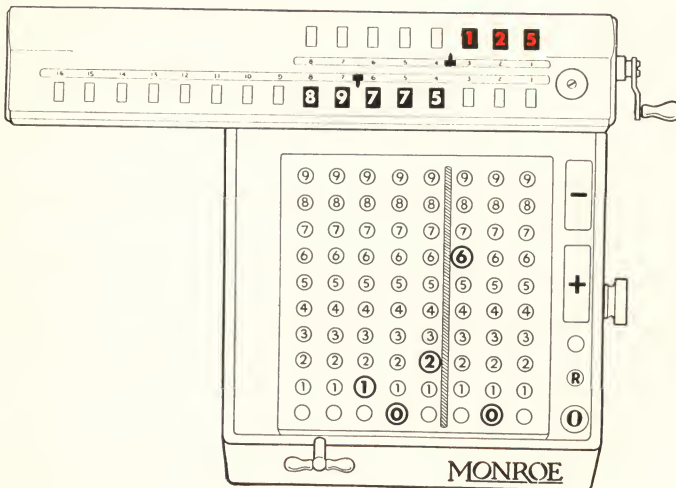 1 2 5
8 7 6 5 4 3 2 1
16 15 14 13 12 11 10 9 8 7 6 5 4 3 2 1
8 9 7 7 5
9 9 9 9 9 9 9 9
8 8 8 8 8 8 8 8 −
7 7 7 7 7 7 7 7
6 6 6 6 6 6 6 6
5 5 5 5 5 5 5 5 +
4 4 4 4 4 4 4 4
3 3 3 3 3 3 3 3
2 2 2 2 2 2 2 2
1 1 1 1 1 1 1 1 R
0 0 0
MONROE